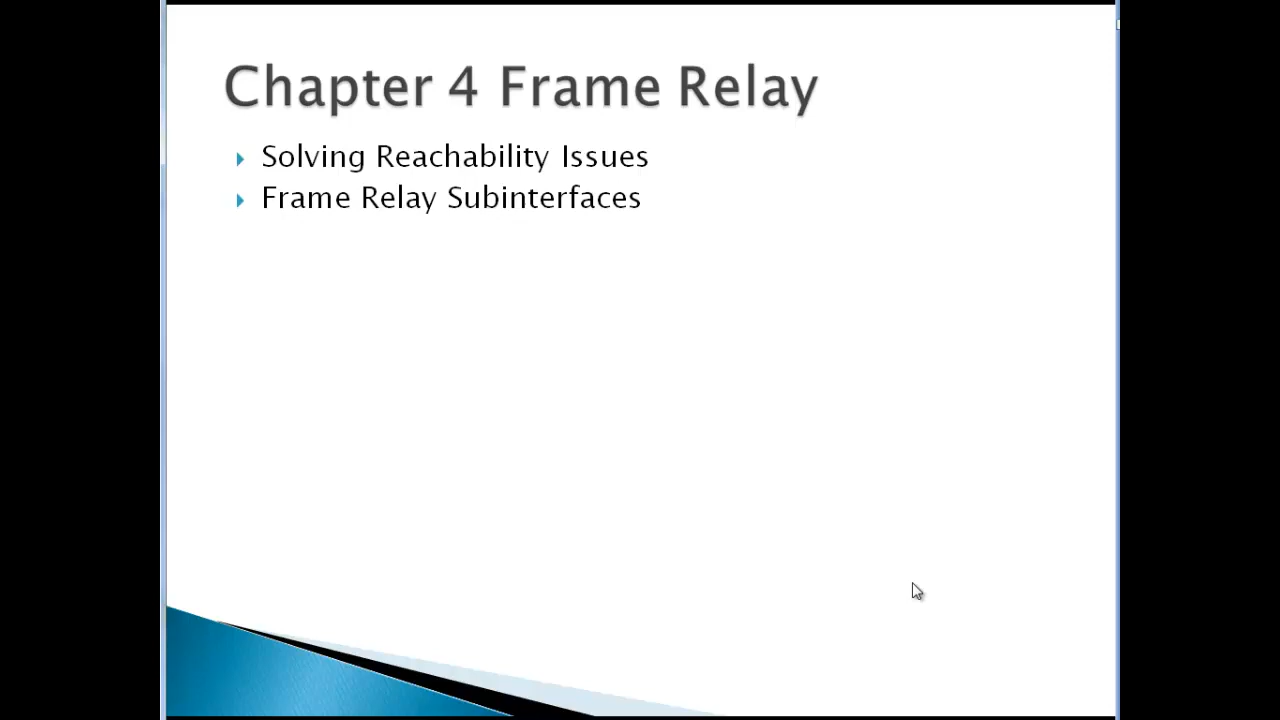 Chapter 4 Frame Relay
Solving Reachability Issues
Frame Relay Subinterfaces